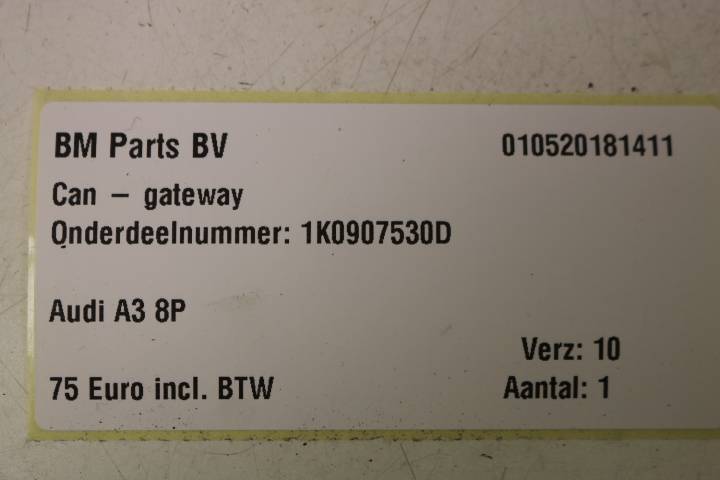 BM Parts BV 010520181411
Can – gateway
Onderdeelnummer: 1K0907530D
Audi A3 8P
Verz: 10
75 Euro incl. BTW Aantal: 1